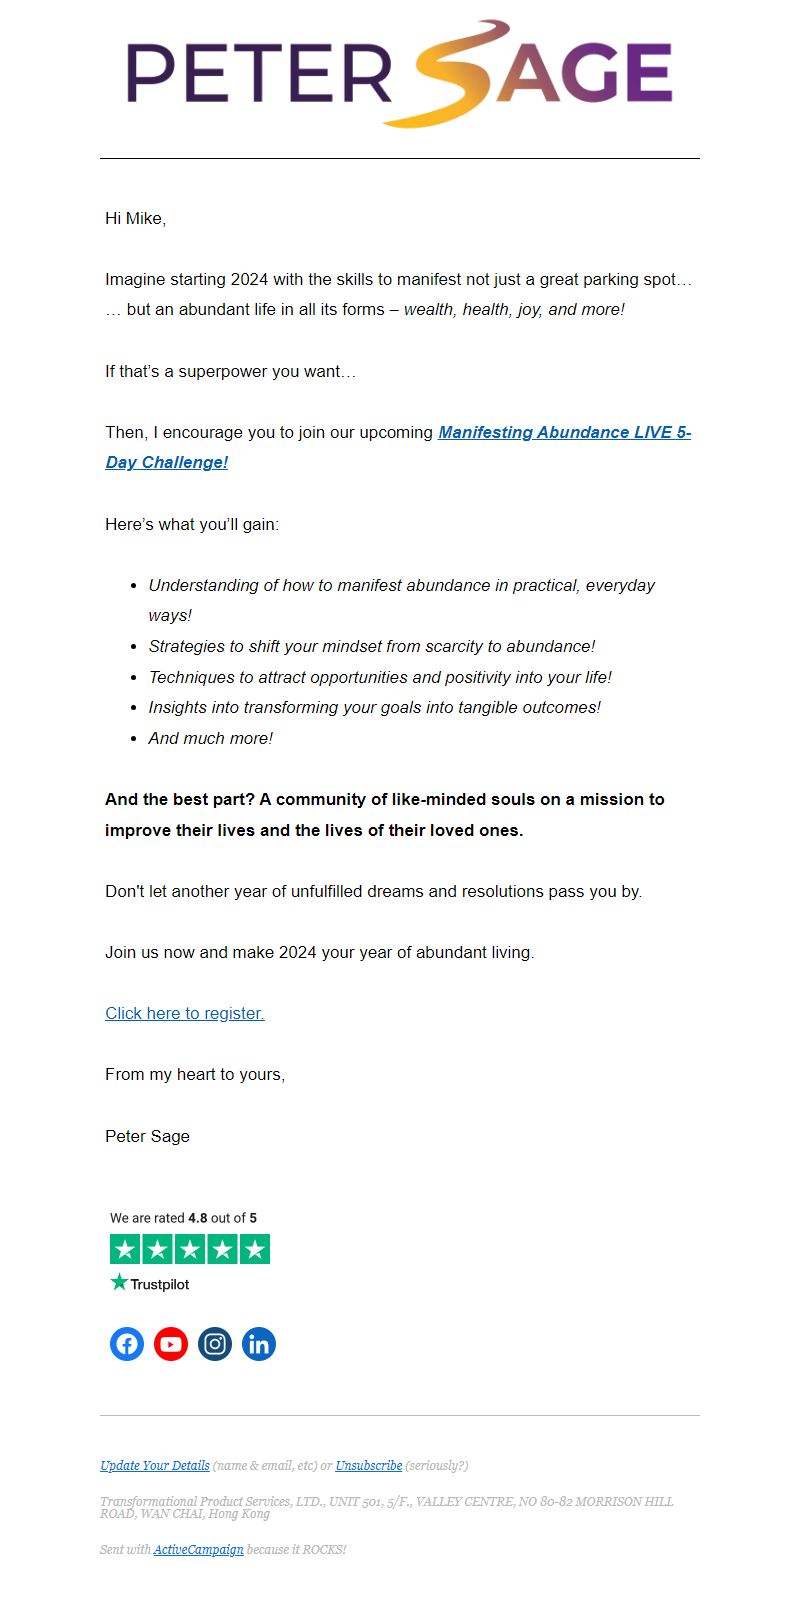 PETER SAGE
Hi Mike,
Imagine starting 2024 with the skills to manifest not just a great parking spot…
… but an abundant life in all its forms – wealth, health, joy, and more!
If that’s a superpower you want…
Then, I encourage you to join our upcoming Manifesting Abundance LIVE 5-
Day Challenge!
Here’s what you’ll gain:
• Understanding of how to manifest abundance in practical, everyday
ways!
• Strategies to shift your mindset from scarcity to abundance!
• Techniques to attract opportunities and positivity into your life!
• Insights into transforming your goals into tangible outcomes!
• And much more!
And the best part? A community of like-minded souls on a mission to
improve their lives and the lives of their loved ones.
Don't let another year of unfulfilled dreams and resolutions pass you by.
Join us now and make 2024 your year of abundant living.
Click here to register.
From my heart to yours,
Peter Sage
We are rated 4.8 out of 5
Trustpilot
Update Your Details (name & email, etc) or Unsubscribe (seriously?)
Transformational Product Services, LTD., UNIT 501, 5/F., VALLEY CENTRE, NO 80-82 MORRISON HILL
ROAD, WAN CHAI, Hong Kong
Sent with ActiveCampaign because it ROCKS!